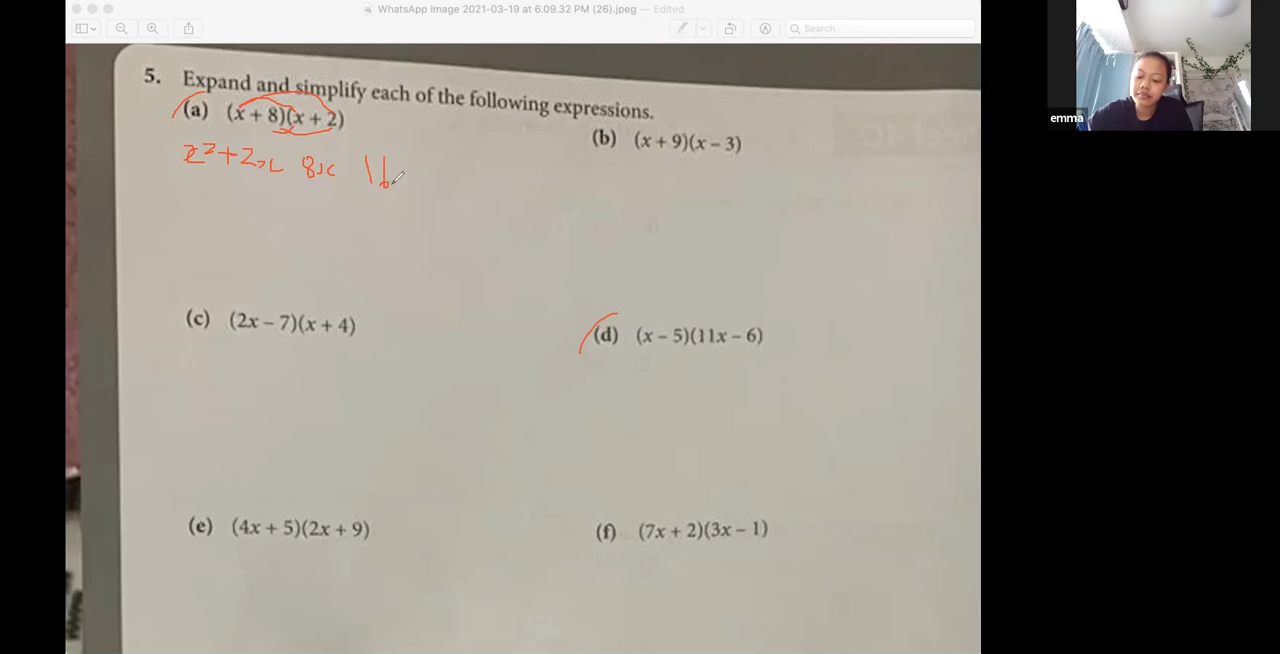 WhatsApp Image 2021-03-19 at 6.09.32 PM (26).jpeg — Edited
Search
5. Expand and simplify each of the following expressions.
(a) (x + 8)(x + 2)
(b) (x + 9)(x – 3)
x² + 2x 8x 16
(c) (2x – 7)(x + 4)
(d) (x – 5)(11x – 6)
(e) (4x + 5)(2x + 9)
(f) (7x + 2)(3x – 1)
emma